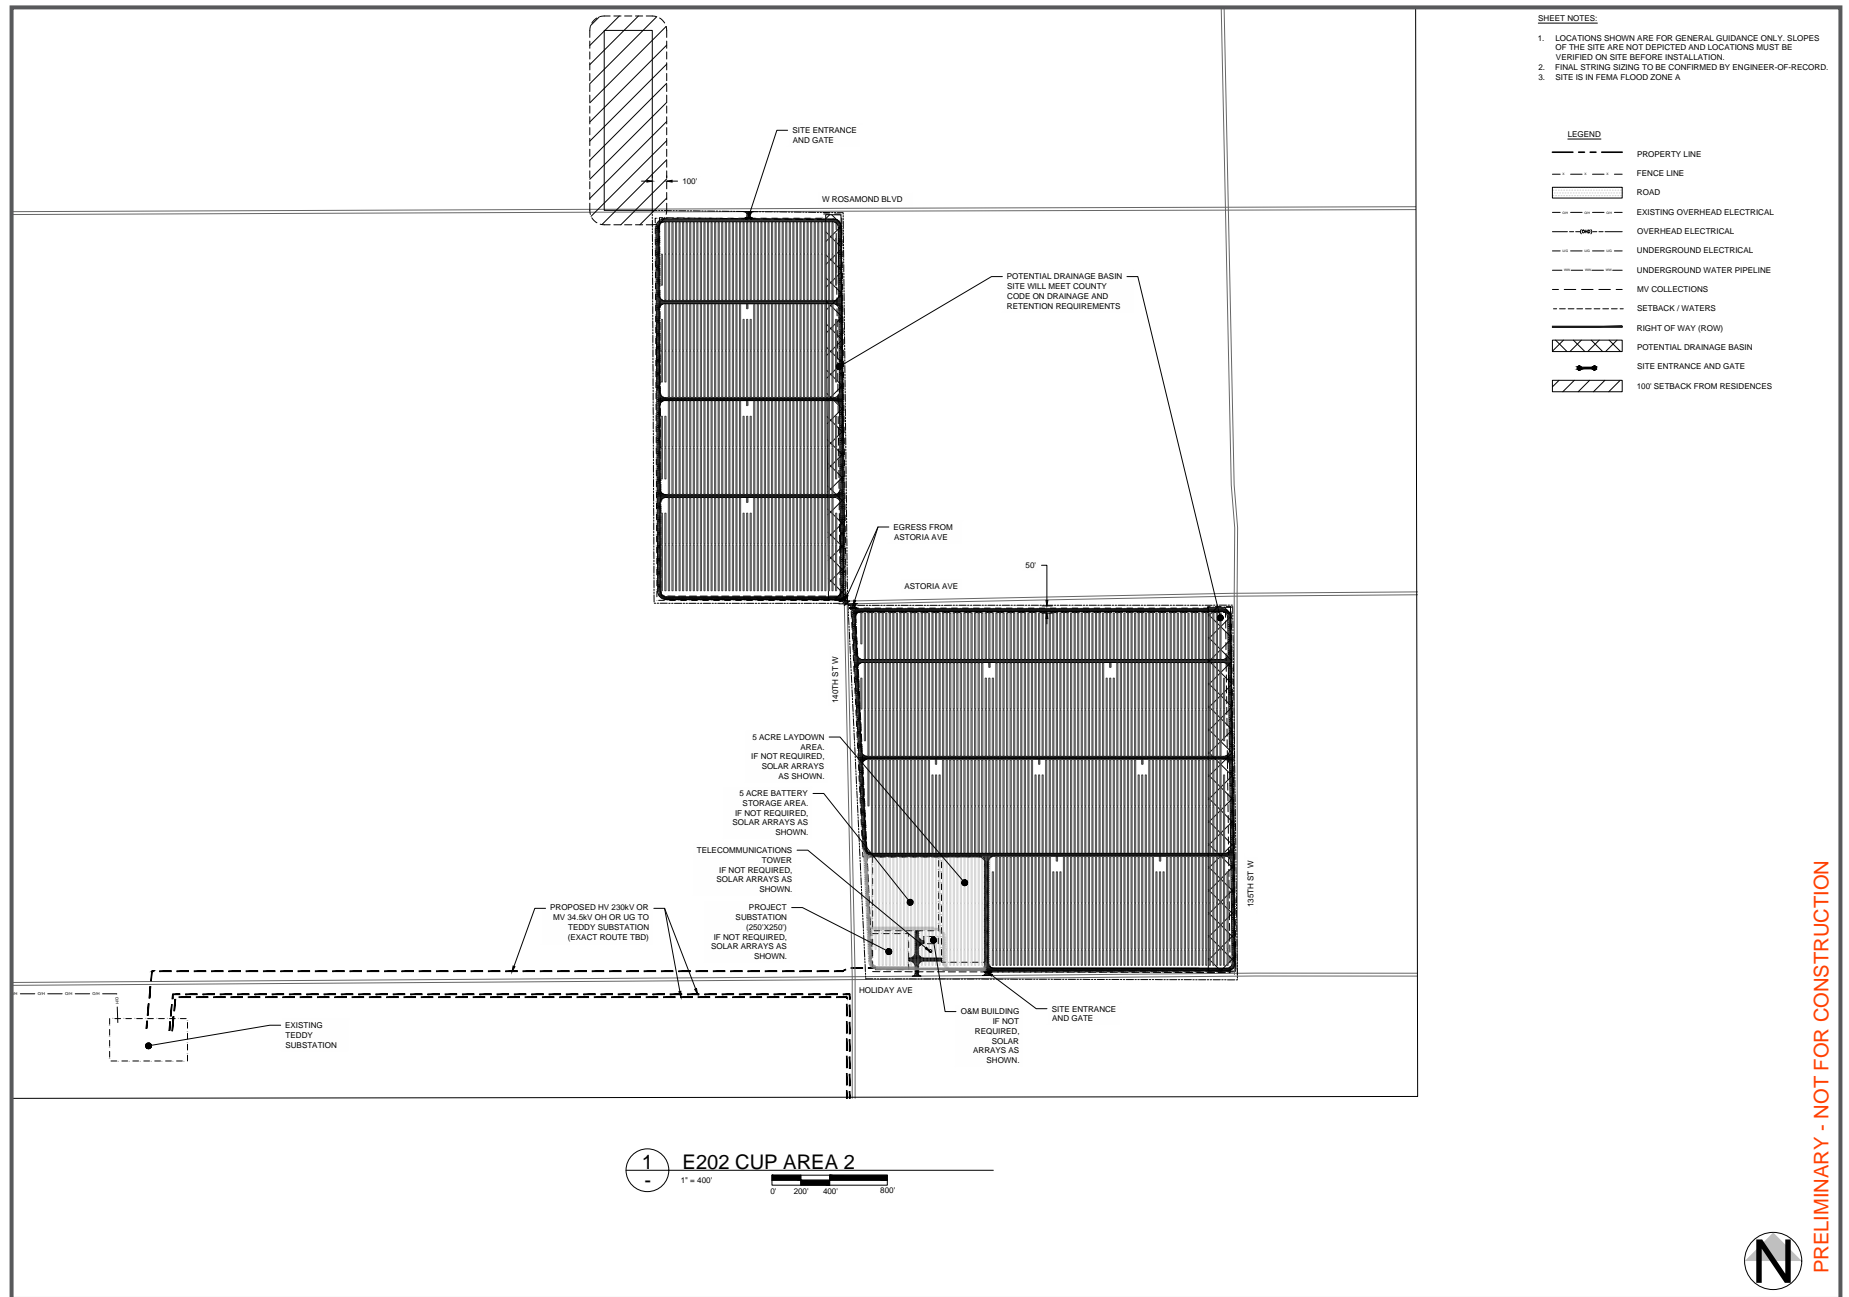 SHEET NOTES:
1. LOCATIONS SHOWN ARE FOR GENERAL GUIDANCE ONLY. SLOPES
OF THE SITE ARE NOT DEPICTED AND LOCATIONS MUST BE
VERIFIED ON SITE BEFORE INSTALLATION.
2. FINAL STRING SIZING TO BE CONFIRMED BY ENGINEER-OF-RECORD.
3. SITE IS IN FEMA FLOOD ZONE A
LEGEND
PROPERTY LINE
FENCE LINE
ROAD
EXISTING OVERHEAD ELECTRICAL
OVERHEAD ELECTRICAL
UNDERGROUND ELECTRICAL
UNDERGROUND WATER PIPELINE
MV COLLECTIONS
SETBACK / WATERS
RIGHT OF WAY (ROW)
POTENTIAL DRAINAGE BASIN
SITE ENTRANCE AND GATE
100' SETBACK FROM RESIDENCES
SITE ENTRANCE
AND GATE
100'
W ROSAMOND BLVD
POTENTIAL DRAINAGE BASIN
SITE WILL MEET COUNTY
CODE ON DRAINAGE AND
RETENTION REQUIREMENTS
EGRESS FROM
ASTORIA AVE
50'
ASTORIA AVE
140TH ST W
5 ACRE LAYDOWN
AREA.
IF NOT REQUIRED,
SOLAR ARRAYS
AS SHOWN.
5 ACRE BATTERY
STORAGE AREA.
IF NOT REQUIRED,
SOLAR ARRAYS AS
SHOWN.
TELECOMMUNICATIONS
TOWER
IF NOT REQUIRED,
SOLAR ARRAYS AS
SHOWN.
PROJECT
SUBSTATION
(250'X250')
IF NOT REQUIRED,
SOLAR ARRAYS AS
SHOWN.
PROPOSED HV 230kV OR
MV 34.5kV OH OR UG TO
TEDDY SUBSTATION
(EXACT ROUTE TBD)
135TH ST W
HOLIDAY AVE
O&M BUILDING
IF NOT
REQUIRED,
SOLAR
ARRAYS AS
SHOWN.
SITE ENTRANCE
AND GATE
OH
OH
OH
OH
EXISTING
TEDDY
SUBSTATION
1
-
E202 CUP AREA 2
1" = 400'
0' 200' 400' 800'
N
PRELIMINARY - NOT FOR CONSTRUCTION